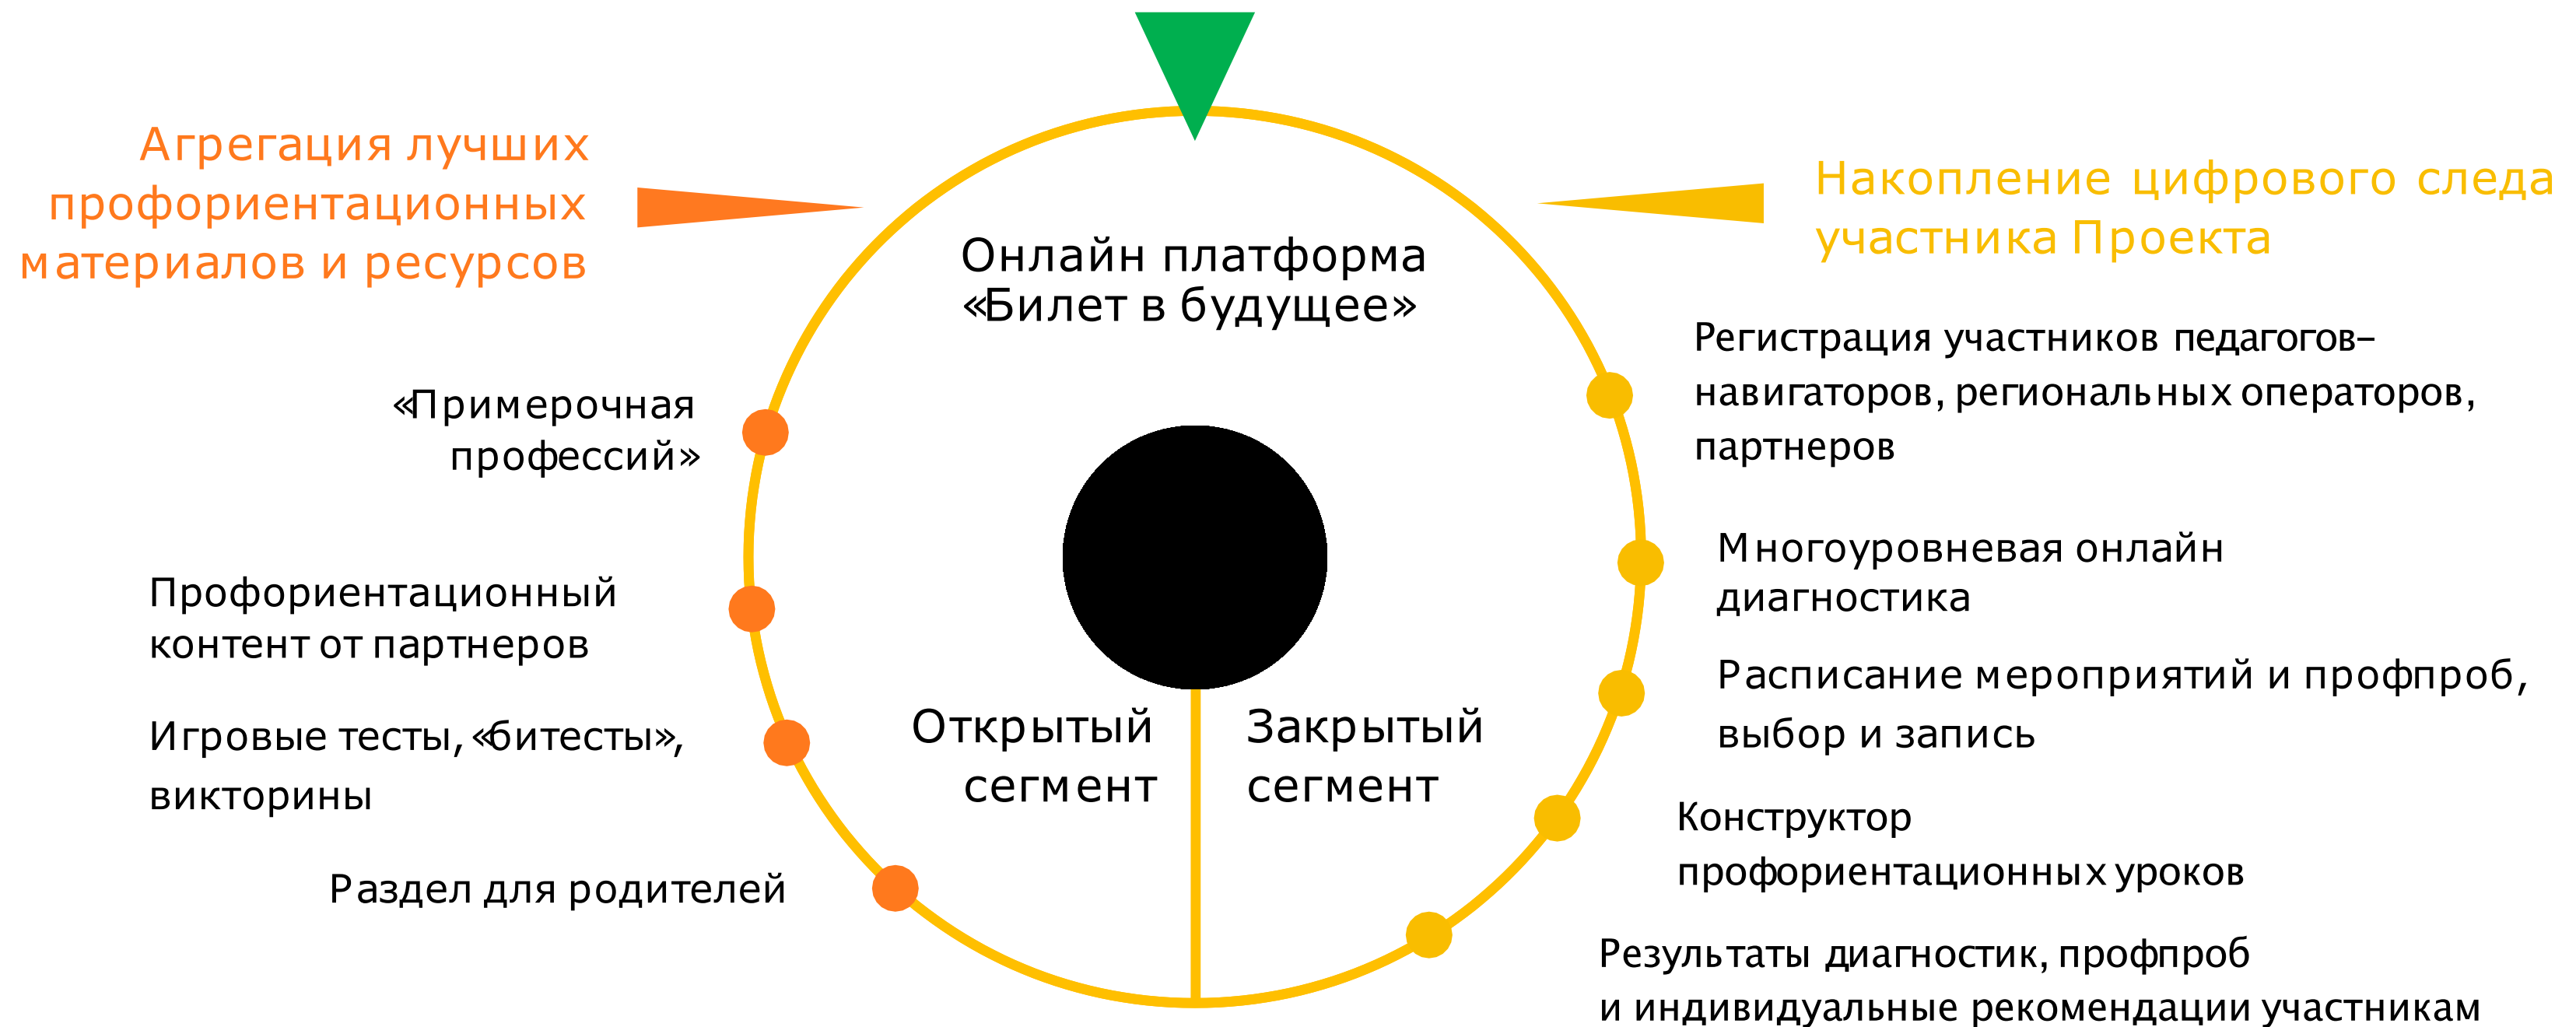 Агрегация лучших
профориентационных
материалов и ресурсов
Накопление цифрового следа
участника Проекта
Онлайн платформа
«Билет в будущее»
«Примерочная
профессий»
Профориентационный
контент от партнеров
Игровые тесты, «битесты»,
викторины
Раздел для родителей
Открытый
сегмент
Закрытый
сегмент
Регистрация участников педагогов–
навигаторов, региональных операторов,
партнеров
Многоуровневая онлайн
диагностика
Расписание мероприятий и профпроб,
выбор и запись
Конструктор
профориентационных уроков
Результаты диагностик, профпроб
и индивидуальные рекомендации участникам